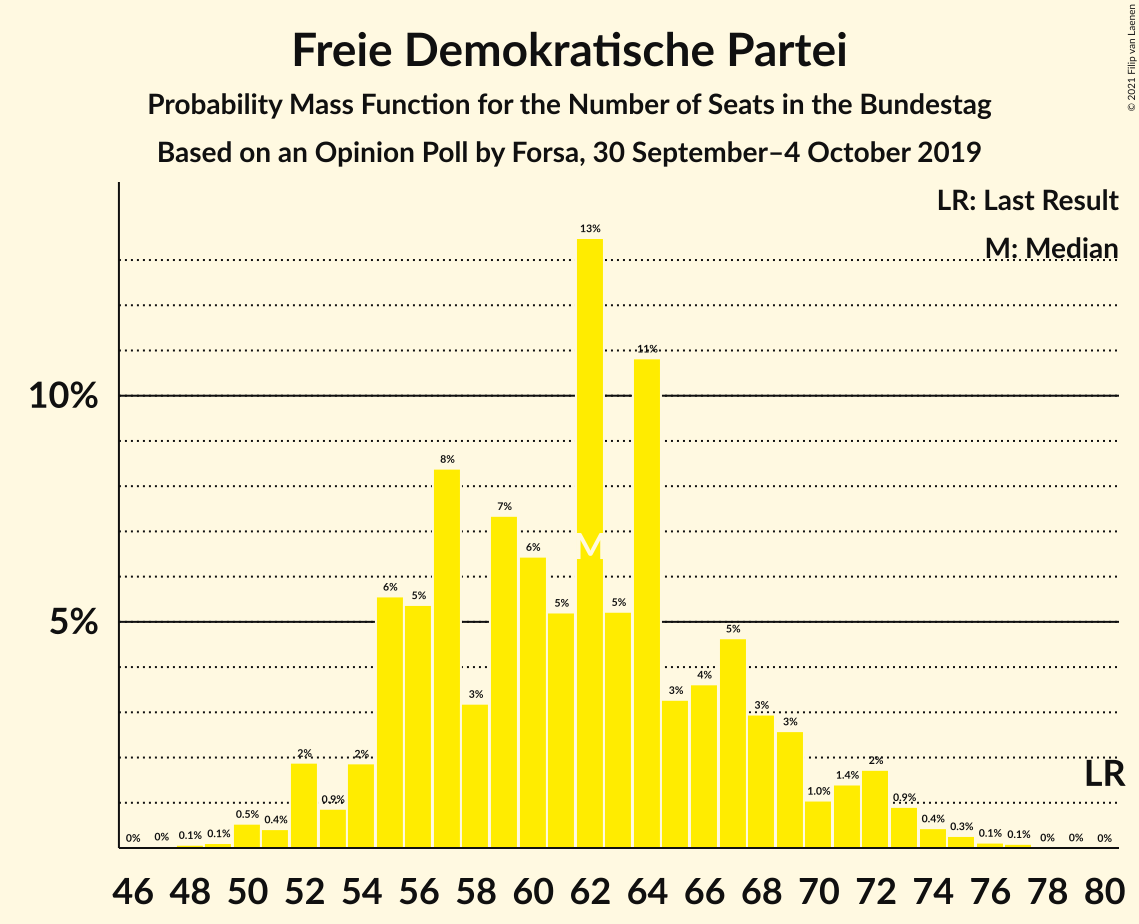 Freie Demokratische Partei
Probability Mass Function for the Number of Seats in the Bundestag
Based on an Opinion Poll by Forsa, 30 September–4 October 2019
© 2021 Filip van Laenen
LR: Last Result
M: Median
10%
5%
0% 0% 0.1% 0.1% 0.5% 0.4% 2% 0.9% 2% 6% 5% 8% 3% 7% 6% 5% 13% 5% 11% 3% 4% 5% 3% 3% 1.0% 1.4% 2% 0.9% 0.4% 0.3% 0.1% 0.1% 0% 0% 0%
M
LR
46 48 50 52 54 56 58 60 62 64 66 68 70 72 74 76 78 80